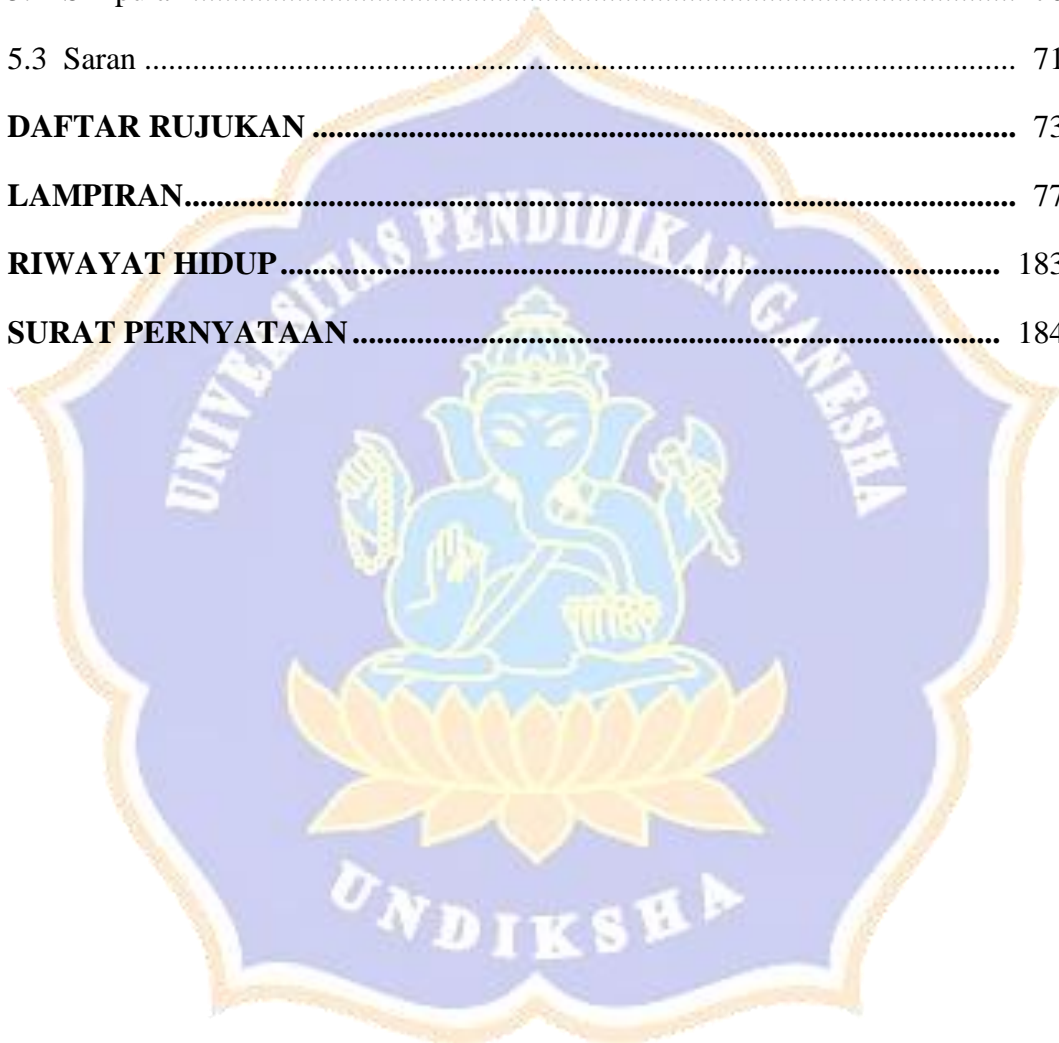 5.3 Saran ........................................................................................................ 71
DAFTAR RUJUKAN ........................................................................................ 73
LAMPIRAN........................................................................................................ 77
RIWAYAT HIDUP.......................................................................................... 183
SURAT PERNYATAAN................................................................................. 184
UNIVERSITAS PENDIDIKAN GANESHA
UNDIKSHA